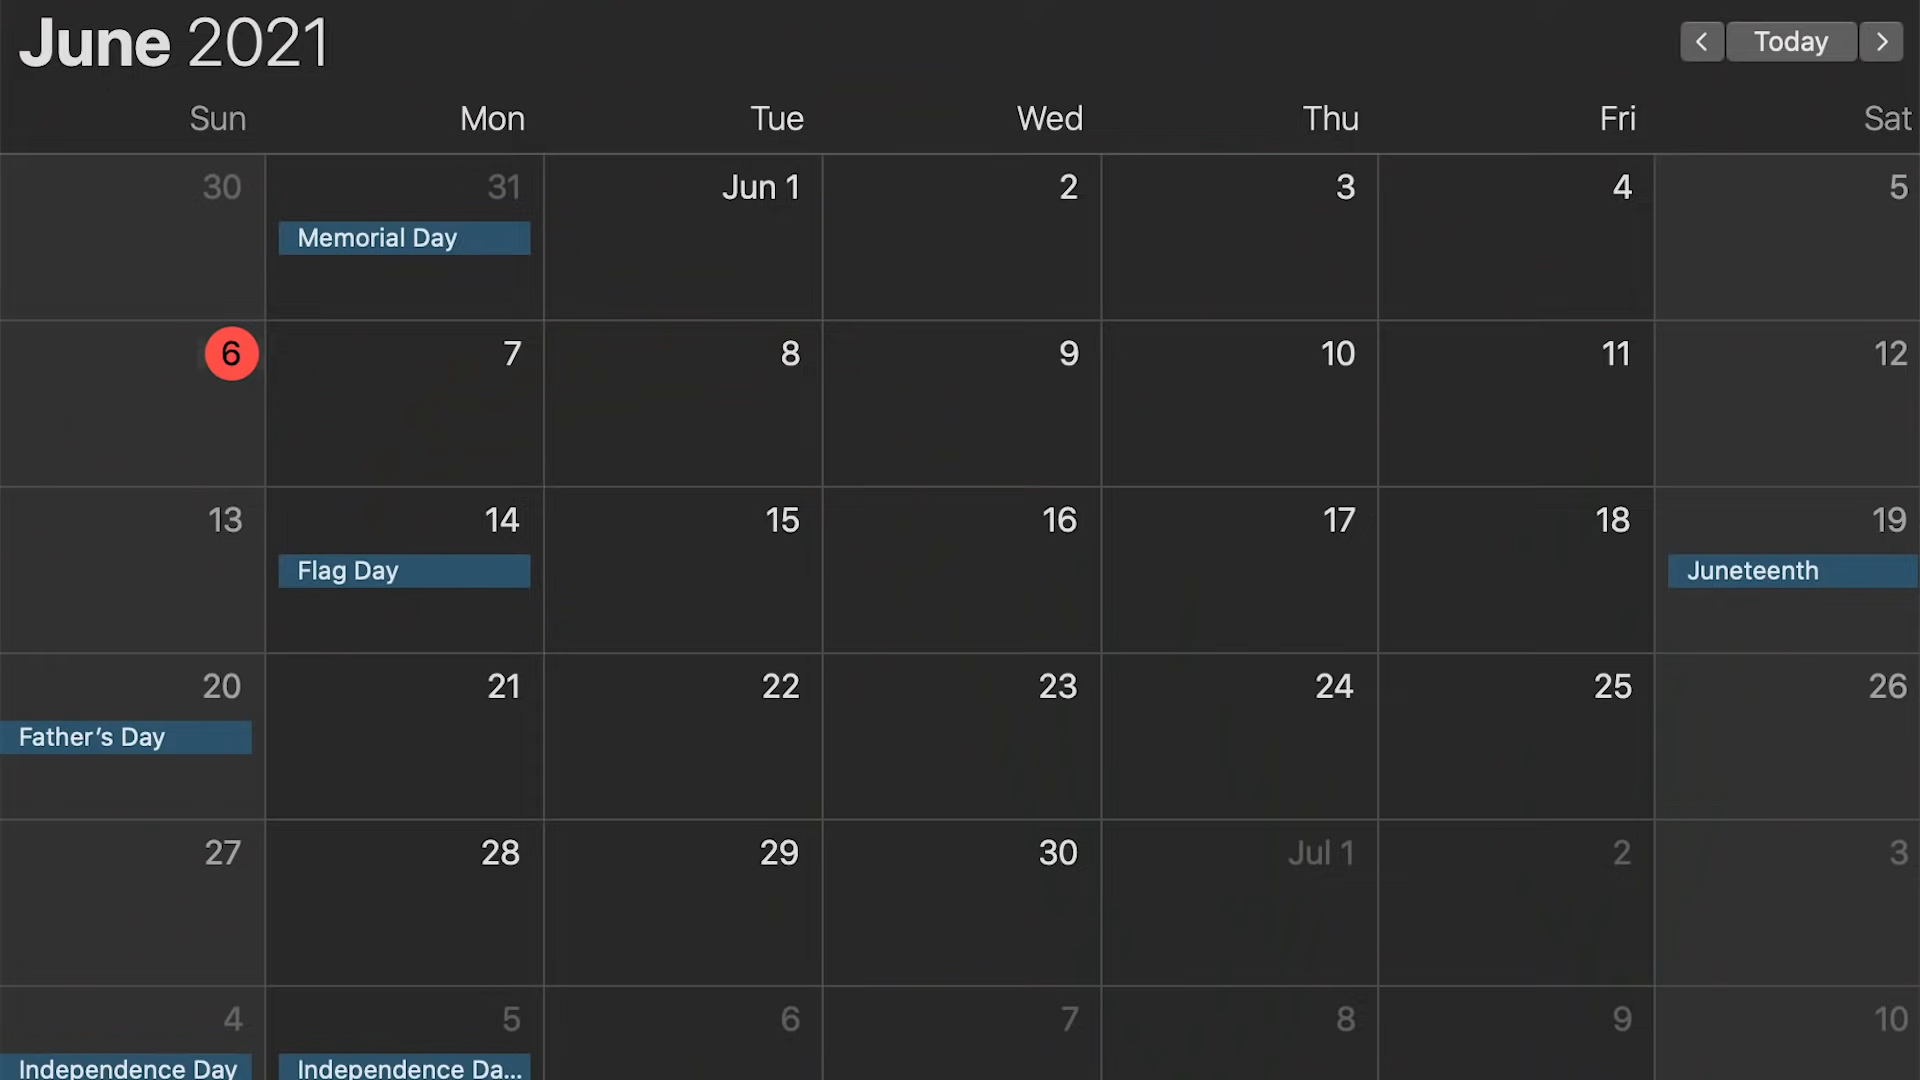 June 2021
< Today >
Sun Mon Tue Wed Thu Fri Sat
30 31 Jun 1 2 3 4 5
Memorial Day
6 7 8 9 10 11 12
13 14 15 16 17 18 19
Flag Day Juneteenth
20 21 22 23 24 25 26
Father’s Day
27 28 29 30 Jul 1 2 3
4 5 6 7 8 9 10
Independence Day Independence Da...